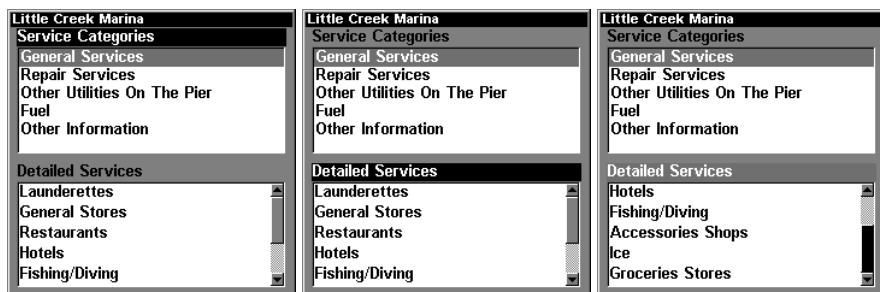 Little Creek Marina
Service Categories
General Services
Repair Services
Other Utilities On The Pier
Fuel
Other Information
Detailed Services
Launderettes
General Stores
Restaurants
Hotels
Fishing/Diving
Little Creek Marina
Service Categories
General Services
Repair Services
Other Utilities On The Pier
Fuel
Other Information
Detailed Services
Launderettes
General Stores
Restaurants
Hotels
Fishing/Diving
Little Creek Marina
Service Categories
General Services
Repair Services
Other Utilities On The Pier
Fuel
Other Information
Detailed Services
Hotels
Fishing/Diving
Accessories Shops
Ice
Groceries Stores